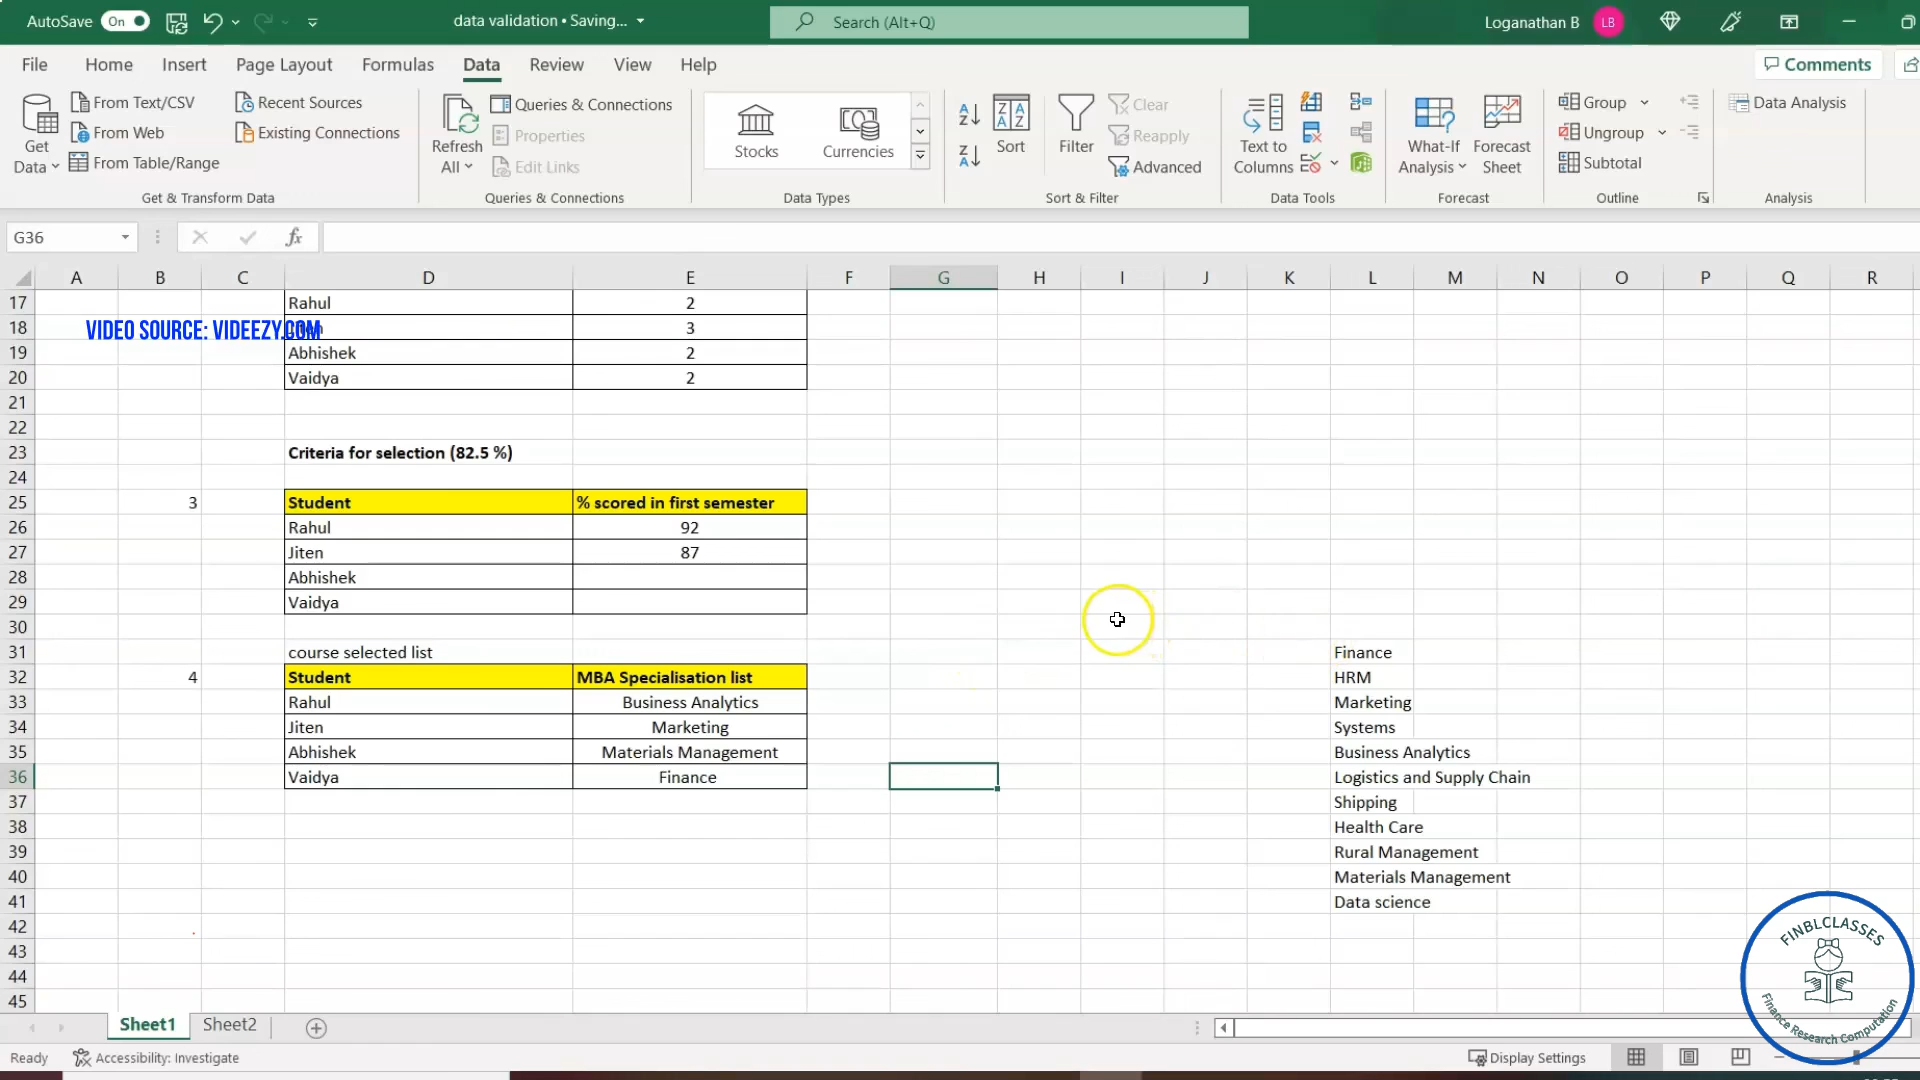 AutoSave On data validation • Saving... Search (Alt+Q) Loganathan B LB
File Home Insert Page Layout Formulas Data Review View Help Comments
Get Data From Text/CSV From Web From Table/Range Recent Sources Existing Connections
Get & Transform Data
Refresh All Queries & Connections Properties Edit Links
Queries & Connections
Stocks Currencies
Data Types
Sort Filter Clear Reapply Advanced
Sort & Filter
Text to Columns
Data Tools
What-If Analysis Forecast Sheet
Forecast
Group Ungroup Subtotal
Outline
Data Analysis
Analysis
G36 fx
A B C D E F G H I J K L M N O P Q R
17 Rahul 2
18 3
VIDEO SOURCE: VIDEEZY.COM
19 Abhishek 2
20 Vaidya 2
21
22
23 Criteria for selection (82.5 %)
24
25 3 Student % scored in first semester
26 Rahul 92
27 Jiten 87
28 Abhishek
29 Vaidya
30
31 course selected list Finance
32 4 Student MBA Specialisation list HRM
33 Rahul Business Analytics Marketing
34 Jiten Marketing Systems
35 Abhishek Materials Management Business Analytics
36 Vaidya Finance Logistics and Supply Chain
37 Shipping
38 Health Care
39 Rural Management
40 Materials Management
41 Data science
42
43
44
45
FINBLCLASSES
Finance Research Computation
Sheet1 Sheet2
Ready Accessibility: Investigate Display Settings